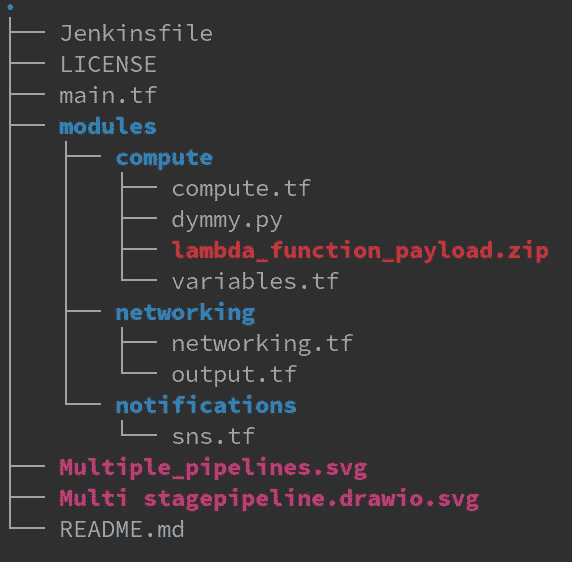 .
Jenkinsfile
LICENSE
main.tf
modules
compute
compute.tf
dymmy.py
lambda_function_payload.zip
variables.tf
networking
networking.tf
output.tf
notifications
sns.tf
Multiple_pipelines.svg
Multi stagepipeline.drawio.svg
README.md